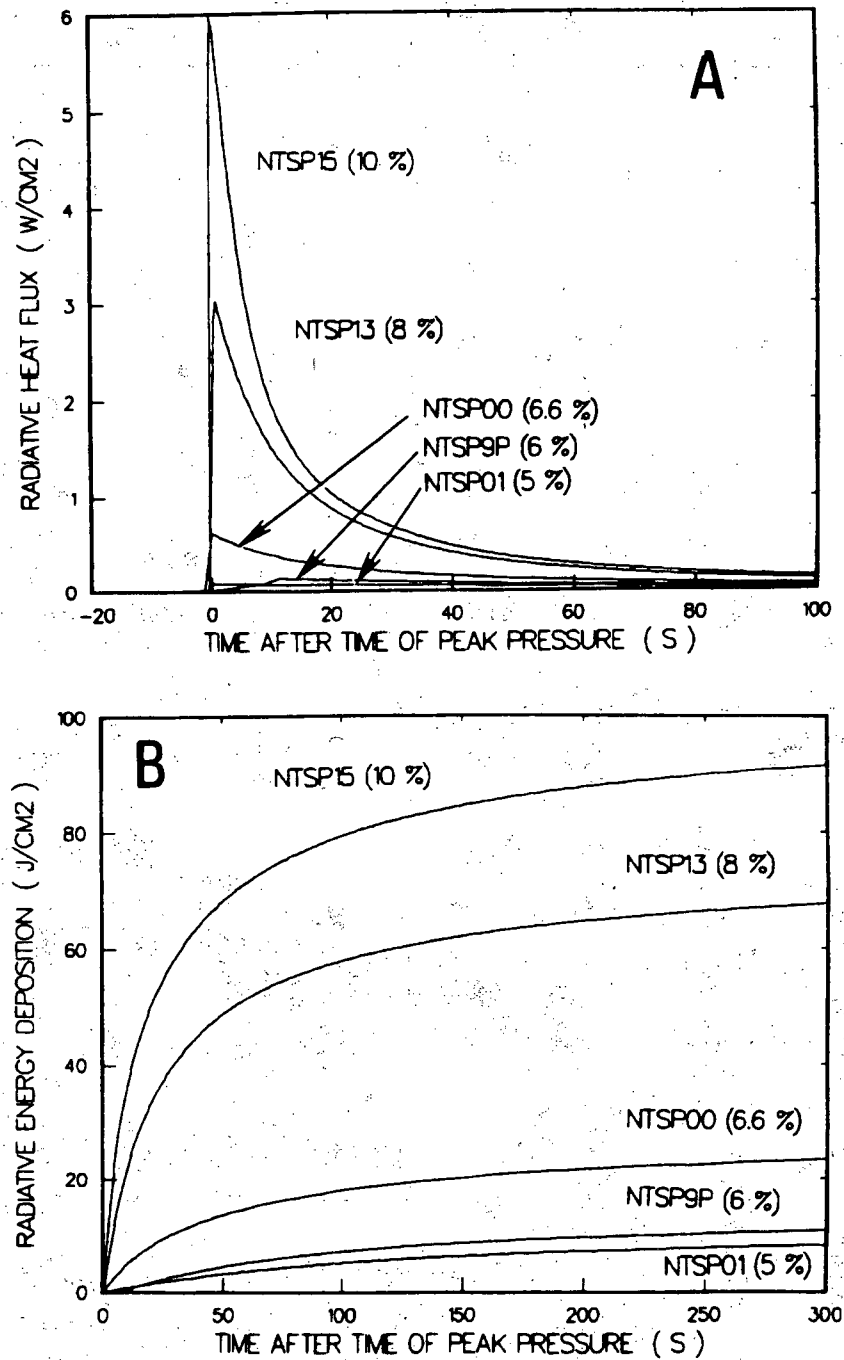 A
6
5
4
3
2
1
0
RADIATIVE HEAT FLUX ( W/CM2 )
NTSP15 (10 %)
NTSP13 (8 %)
NTSP00 (6.6 %)
NTSP9P (6 %)
NTSP01 (5 %)
-20 0 20 40 60 80 100
TIME AFTER TIME OF PEAK PRESSURE ( S )
B
100
80
60
40
20
0
RADIATIVE ENERGY DEPOSITION ( J/CM2 )
NTSP15 (10 %)
NTSP13 (8 %)
NTSP00 (6.6 %)
NTSP9P (6 %)
NTSP01 (5 %)
0 50 100 150 200 250 300
TIME AFTER TIME OF PEAK PRESSURE ( S )